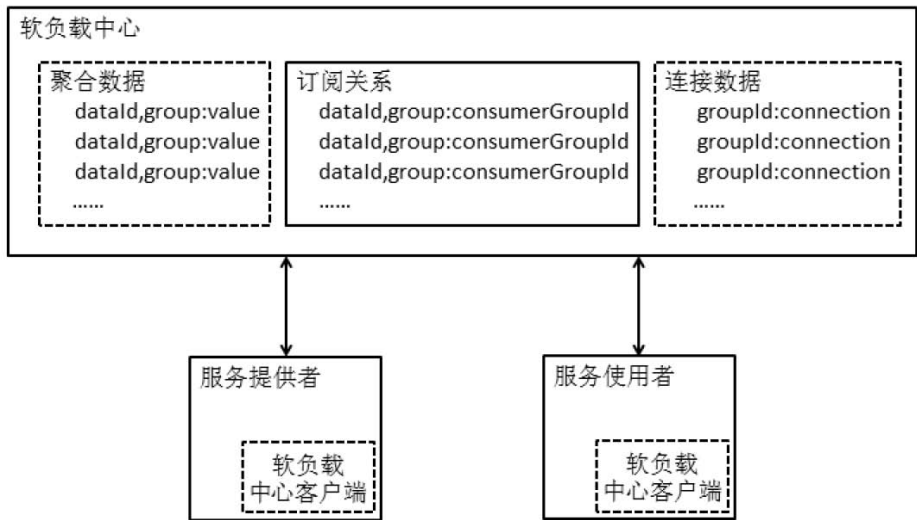 软负载中心
聚合数据
dataId,group:value
dataId,group:value
dataId,group:value
……
订阅关系
dataId,group:consumerGroupId
dataId,group:consumerGroupId
dataId,group:consumerGroupId
……
连接数据
groupId:connection
groupId:connection
groupId:connection
……
服务提供者
软负载
中心客户端
服务使用者
软负载
中心客户端